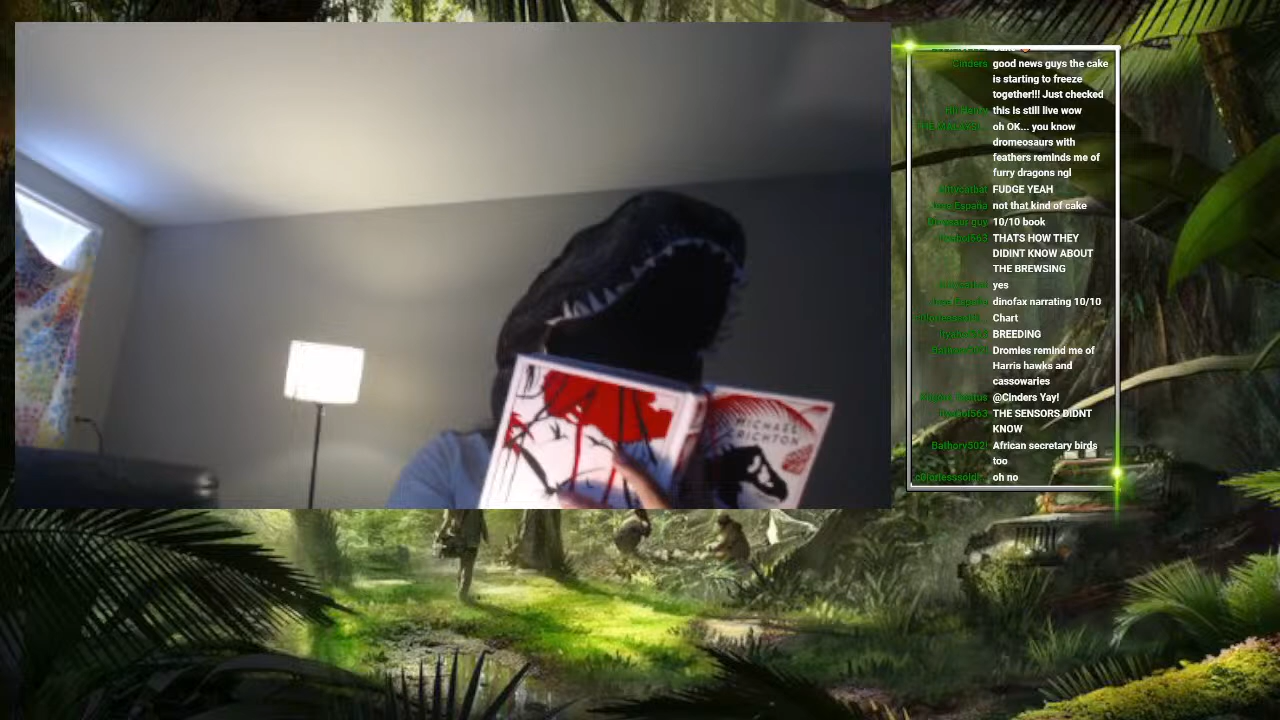 Cinders good news guys the cake
is starting to freeze
together!!! Just checked
this is still live wow
oh OK... you know
dromeosaurs with
feathers reminds me of
furry dragons ngl
FUDGE YEAH
not that kind of cake
10/10 book
THATS HOW THEY
DIDINT KNOW ABOUT
THE BREWSING
yes
dinofax narrating 10/10
Chart
BREEDING
Dromies remind me of
Harris hawks and
cassowaries
@Cinders Yay!
THE SENSORS DIDNT
KNOW
Bathory502! African secretary birds
too
oh no
MICHAEL
CRICHTON